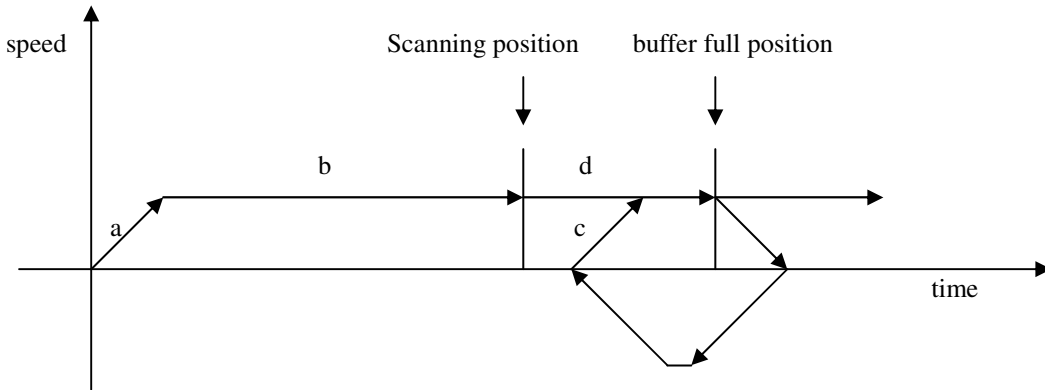 speed
Scanning position
buffer full position
b
d
a
c
time